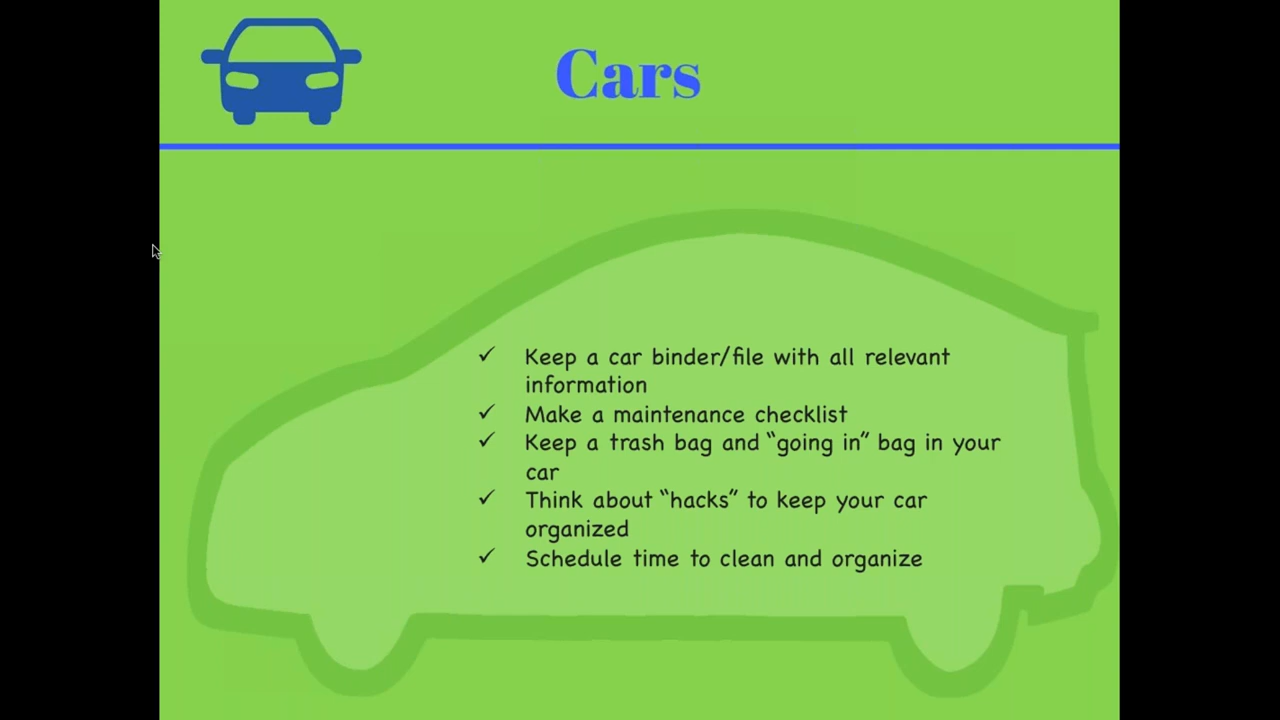 Cars
✓ Keep a car binder/file with all relevant
information
✓ Make a maintenance checklist
✓ Keep a trash bag and “going in” bag in your
car
✓ Think about “hacks” to keep your car
organized
✓ Schedule time to clean and organize